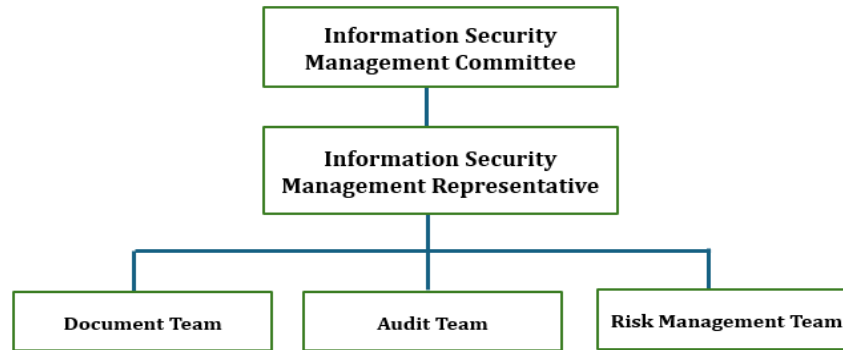 Information Security
Management Committee
Information Security
Management Representative
Document Team
Audit Team
Risk Management Team